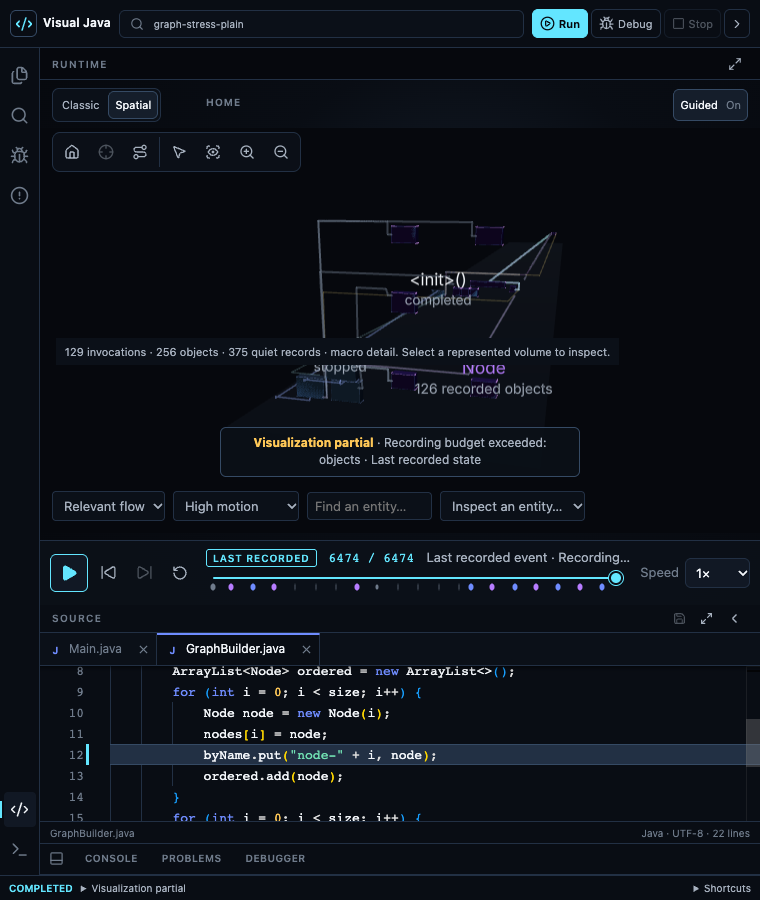 Visual Java
graph-stress-plain
Run
Debug
Stop
RUNTIME
Classic
Spatial
HOME
Guided On
<init>()
completed
129 invocations · 256 objects · 375 quiet records · macro detail. Select a represented volume to inspect.
stopped
Node
126 recorded objects
Visualization partial · Recording budget exceeded:
objects · Last recorded state
Relevant flow
High motion
Find an entity...
Inspect an entity...
LAST RECORDED
6474 / 6474
Last recorded event · Recording...
Speed
1×
SOURCE
J Main.java
J GraphBuilder.java
8 ArrayList<Node> ordered = new ArrayList<>();
9 for (int i = 0; i < size; i++) {
10 Node node = new Node(i);
11 nodes[i] = node;
12 byName.put("node-" + i, node);
13 ordered.add(node);
14 }
15 for (int i = 0; i < size; i++) {
GraphBuilder.java
Java · UTF-8 · 22 lines
CONSOLE
PROBLEMS
DEBUGGER
COMPLETED
Visualization partial
Shortcuts